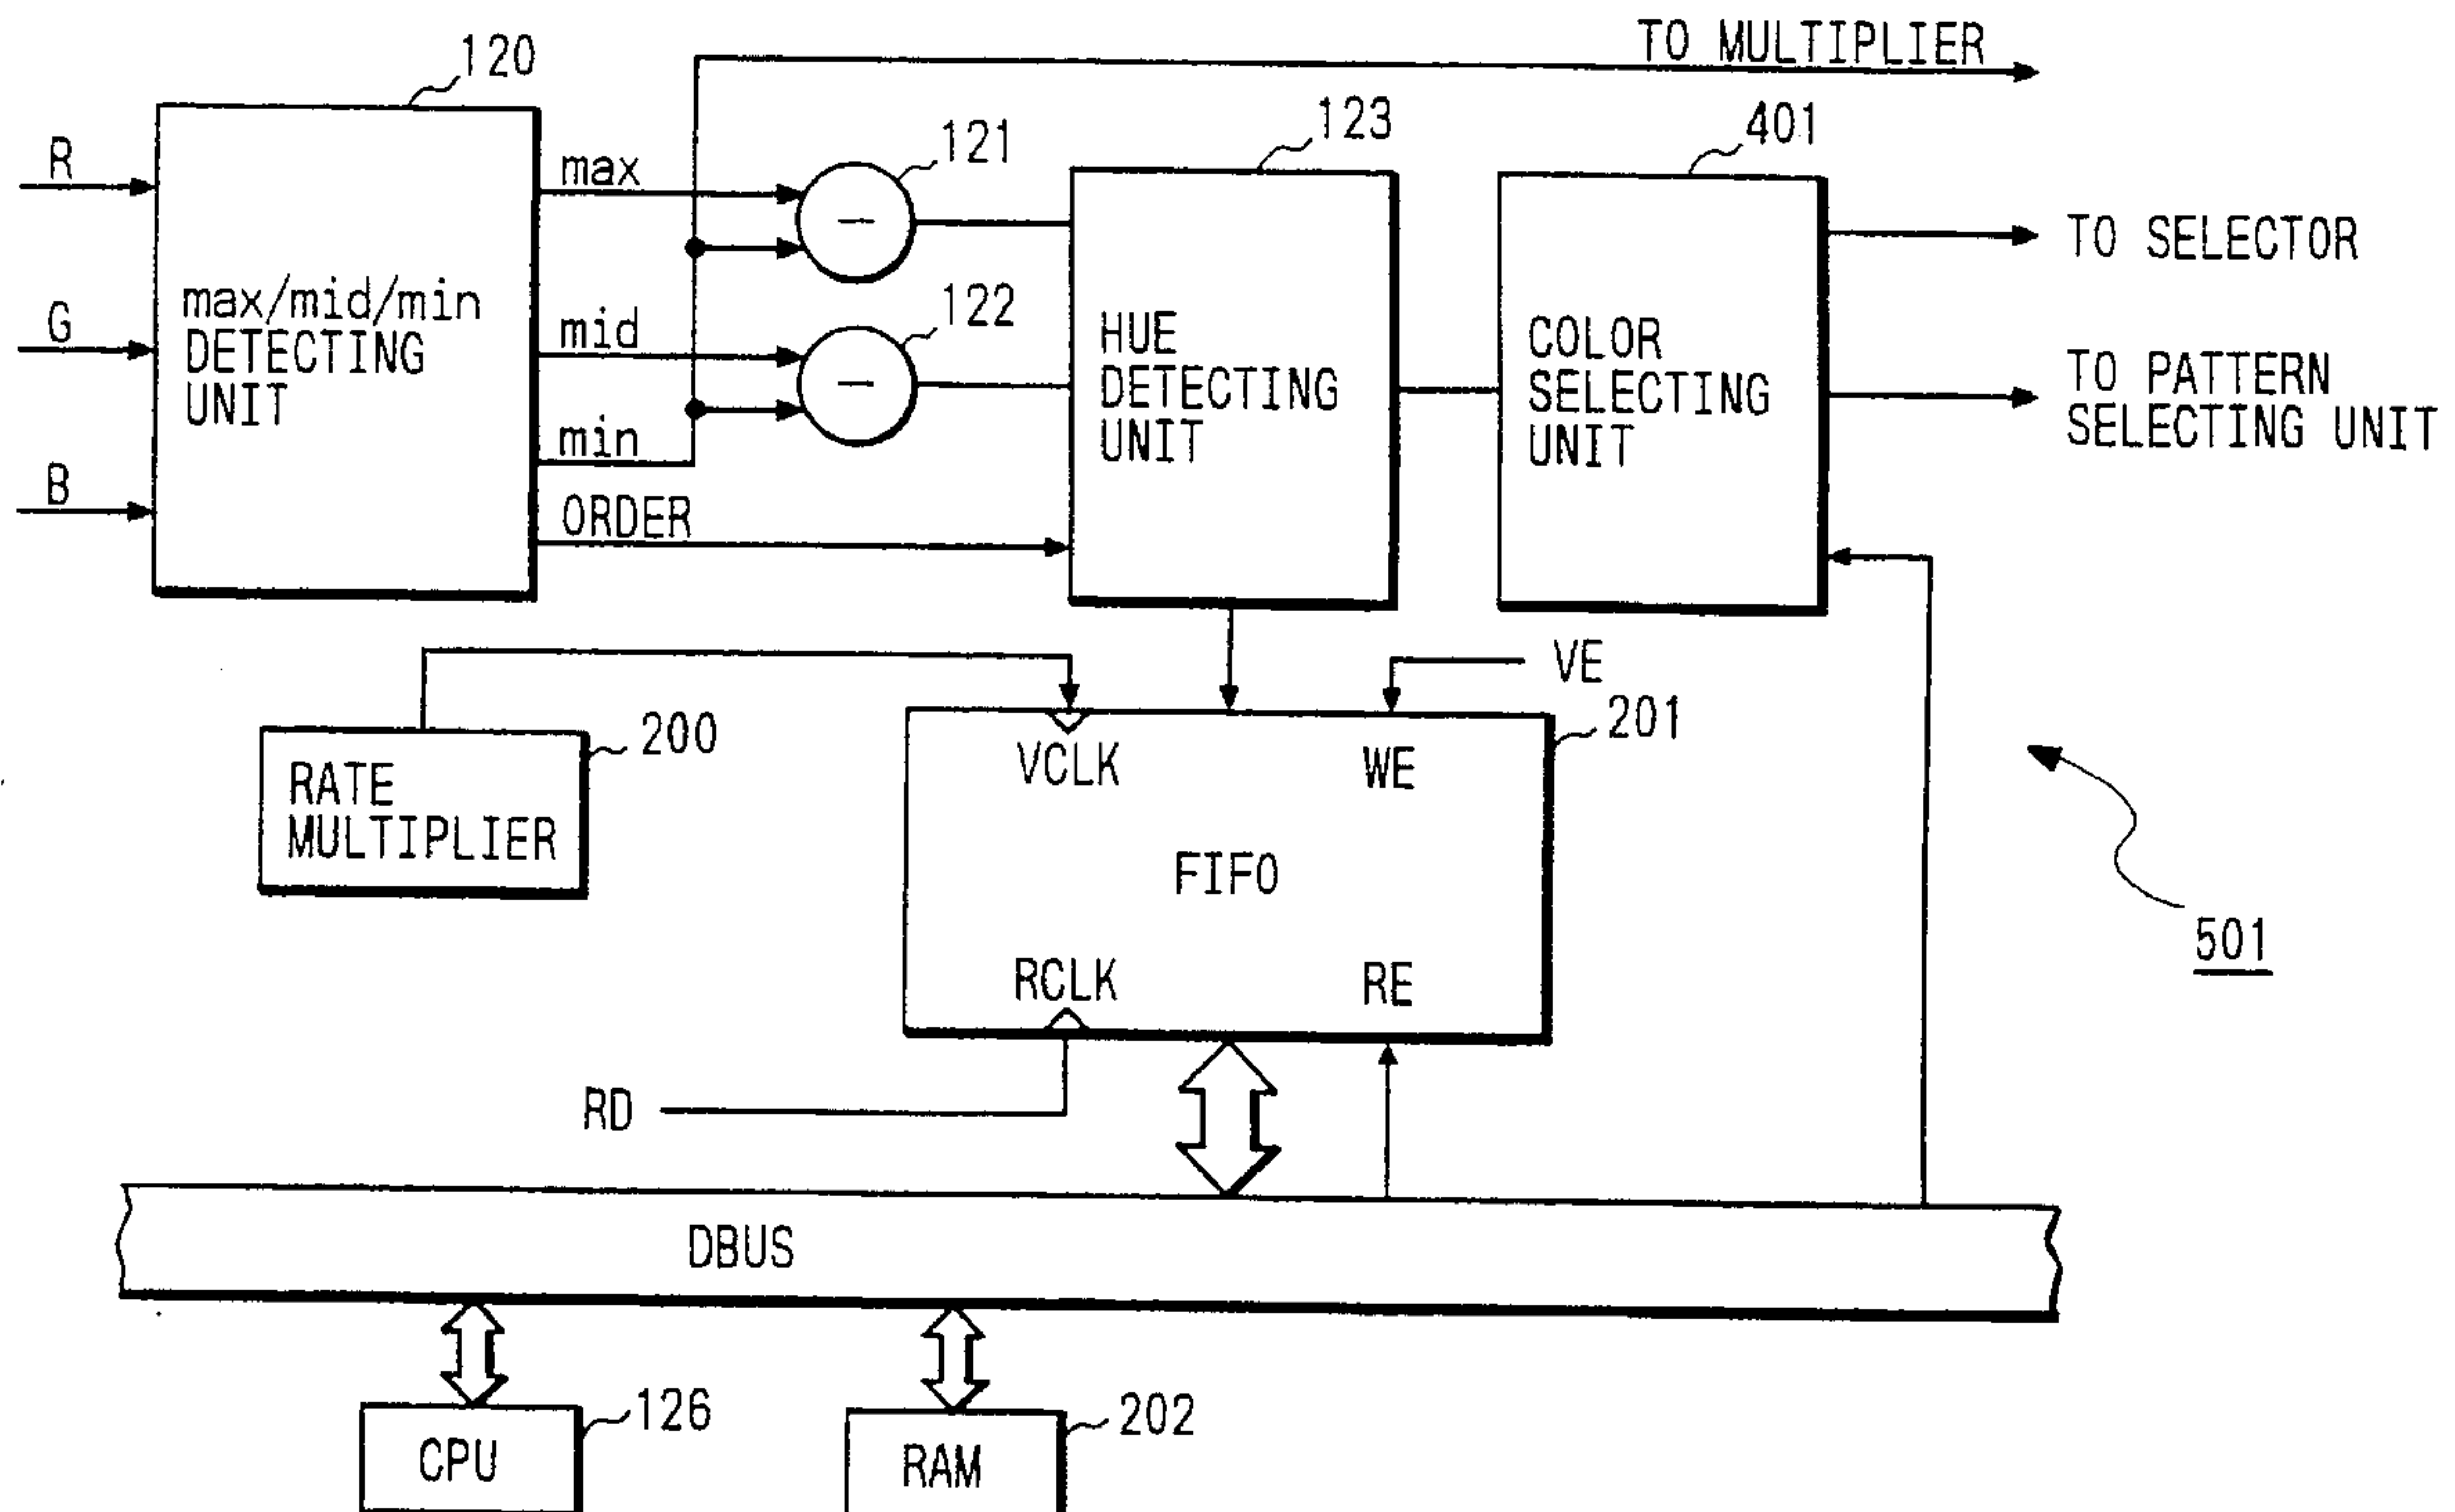 TO MULTIPLIER
120
121
123
401
R
max
TO SELECTOR
G
max/mid/min
DETECTING
UNIT
mid
122
HUE
DETECTING
UNIT
COLOR
SELECTING
UNIT
TO PATTERN
SELECTING UNIT
min
B
ORDER
VE
200
201
RATE
MULTIPLIER
VCLK
WE
FIFO
501
RCLK
RE
RD
DBUS
126
202
CPU
RAM